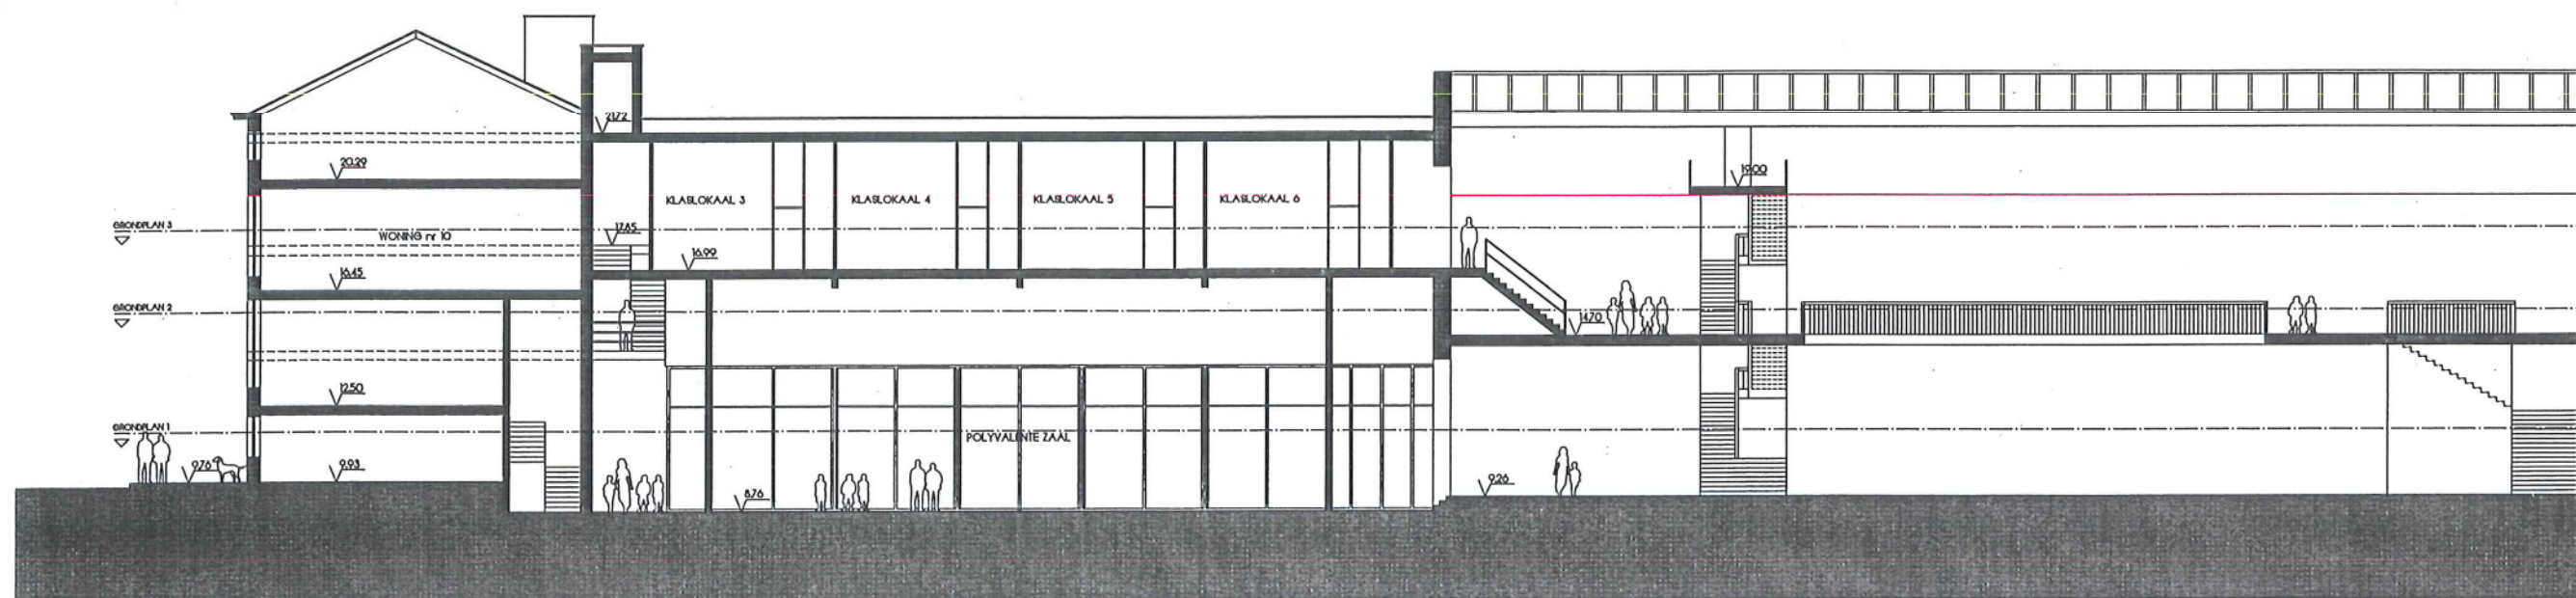 21.72
20.29
19.00
KLASLOKAAL 3
KLASLOKAAL 4
KLASLOKAAL 5
KLASLOKAAL 6
GRONDPLAN 3
WONING nr 10
17.85
16.99
16.45
GRONDPLAN 2
14.70
12.50
GRONDPLAN 1
POLYVALENTE ZAAL
9.76
9.93
8.76
9.26